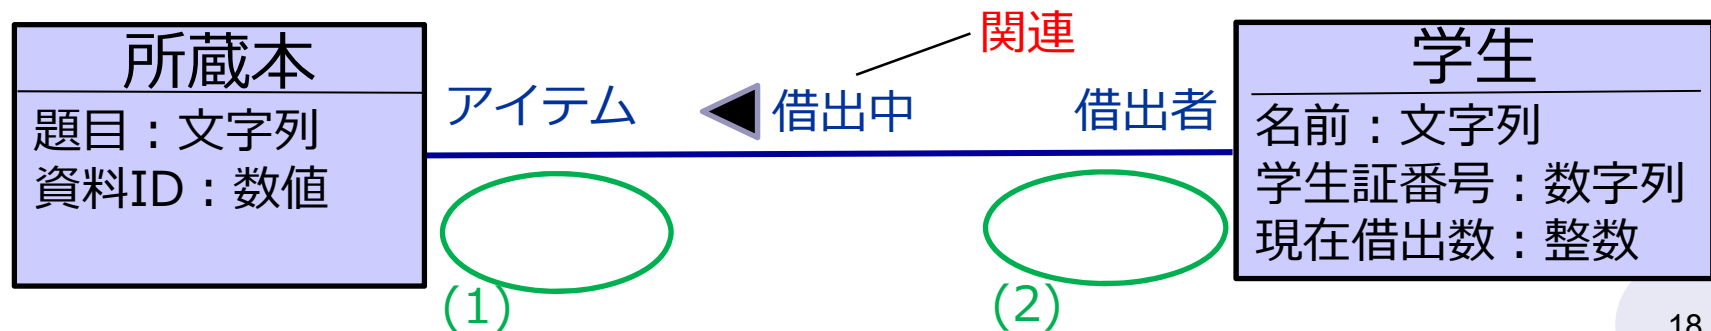 関連
所蔵本
題目:文字列
資料ID:数値
アイテム
借出中
借出者
学生
名前:文字列
学生証番号:数字列
現在借出数:整数
(1)
(2)
18